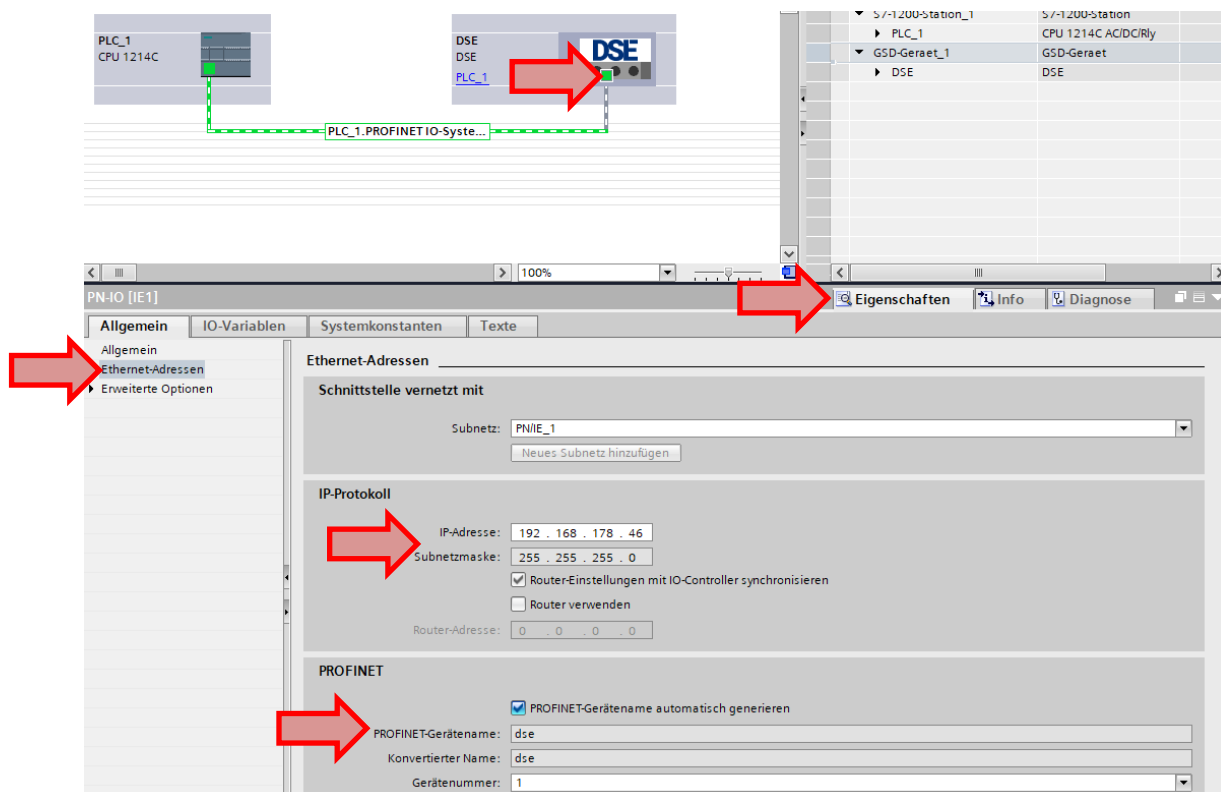 PLC_1
CPU 1214C
DSE
DSE
PLC_1
DSE
PLC_1.PROFINET IO-Syste...
S7-1200-Station_1 S7-1200-Station
PLC_1 CPU 1214C AC/DC/Rly
GSD-Geraet_1 GSD-Geraet
DSE DSE
100%
PN-IO [IE1]
Eigenschaften Info Diagnose
Allgemein IO-Variablen Systemkonstanten Texte
Allgemein
Ethernet-Adressen
Erweiterte Optionen
Ethernet-Adressen
Schnittstelle vernetzt mit
Subnetz: PN/IE_1
Neues Subnetz hinzufügen
IP-Protokoll
IP-Adresse: 192 . 168 . 178 . 46
Subnetzmaske: 255 . 255 . 255 . 0
Router-Einstellungen mit IO-Controller synchronisieren
Router verwenden
Router-Adresse: 0 . 0 . 0 . 0
PROFINET
PROFINET-Gerätename automatisch generieren
PROFINET-Gerätename: dse
Konvertierter Name: dse
Gerätenummer: 1